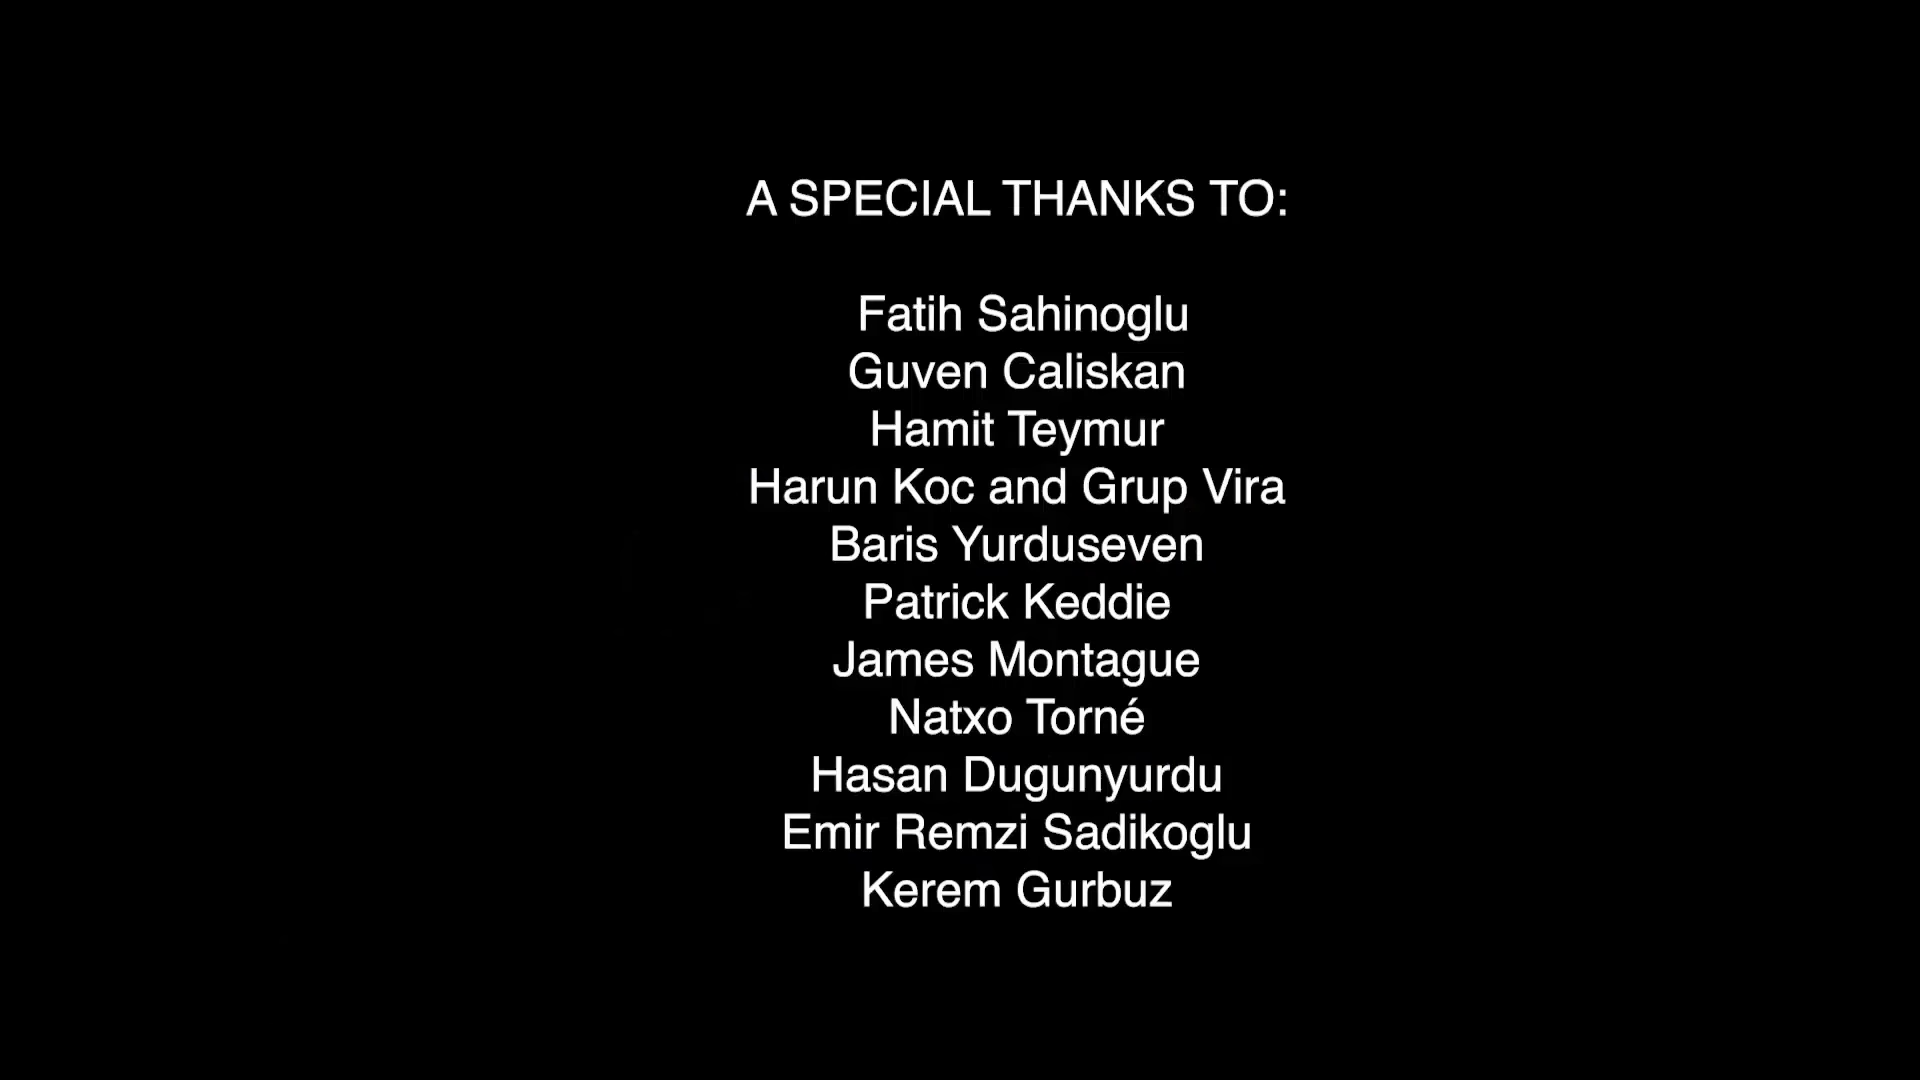 A SPECIAL THANKS TO:
Fatih Sahinoglu
Guven Caliskan
Hamit Teymur
Harun Koc and Grup Vira
Baris Yurduseven
Patrick Keddie
James Montague
Natxo Torné
Hasan Dugunyurdu
Emir Remzi Sadikoglu
Kerem Gurbuz